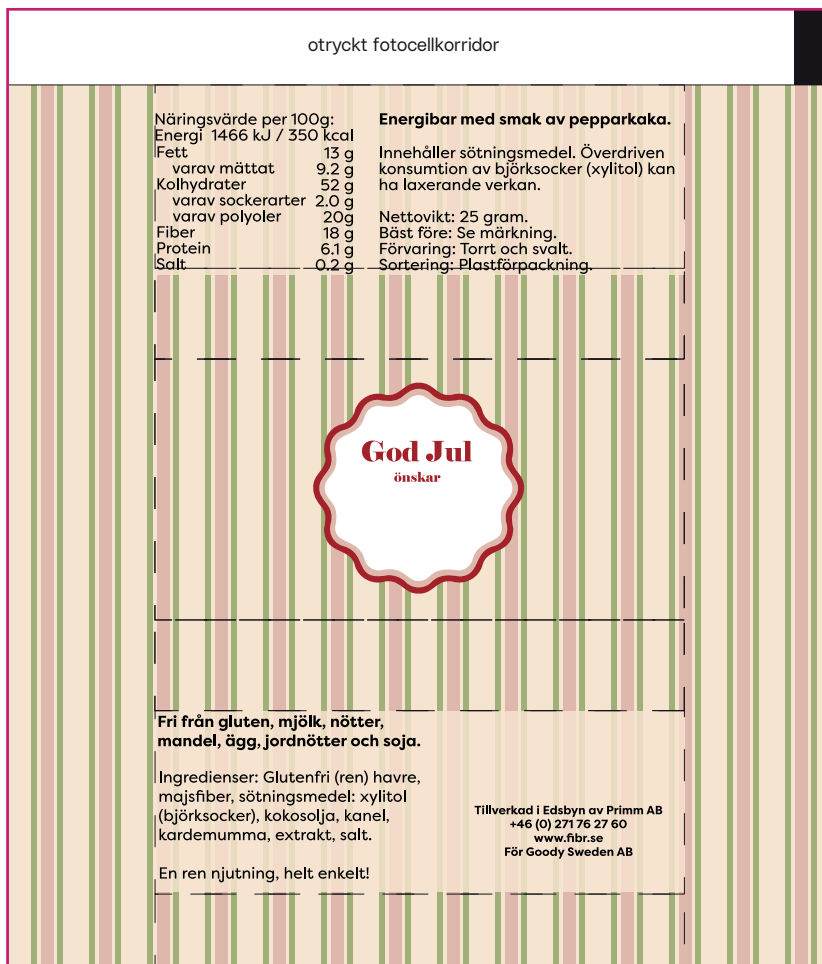 otryckt fotocellkorridor
Näringsvärde per 100g:
Energi 1466 kJ / 350 kcal
Fett 13 g
varav mättat 9.2 g
Kolhydrater 52 g
varav sockerarter 2.0 g
varav polyoler 20g
Fiber 18 g
Protein 6.1 g
Salt 0.2 g
Energibar med smak av pepparkaka.
Innehåller sötningsmedel. Överdriven
konsumtion av björksocker (xylitol) kan
ha laxerande verkan.
Nettovikt: 25 gram.
Bäst före: Se märkning.
Förvaring: Torrt och svalt.
Sortering: Plastförpackning.
God Jul
önskar
Fri från gluten, mjölk, nötter,
mandel, ägg, jordnötter och soja.
Ingredienser: Glutenfri (ren) havre,
majsfiber, sötningsmedel: xylitol
(björksocker), kokosolja, kanel,
kardemumma, extrakt, salt.
En ren njutning, helt enkelt!
Tillverkad i Edsbyn av Primm AB
+46 (0) 271 76 27 60
www.fibr.se
För Goody Sweden AB